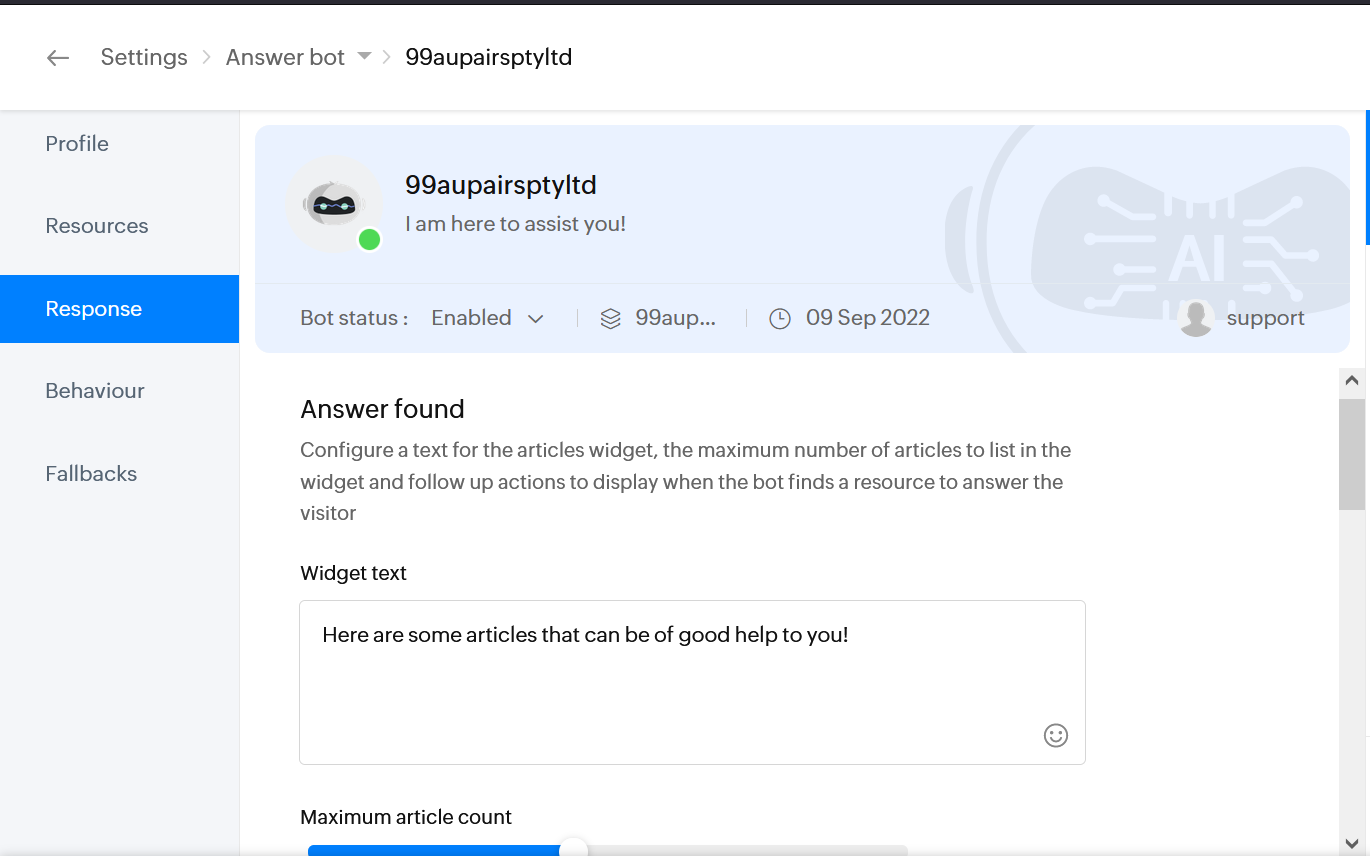 Settings > Answer bot > 99aupairsptyltd
Profile
Resources
Response
Behaviour
Fallbacks
99aupairsptyltd
I am here to assist you!
AI
Bot status : Enabled 99aup... 09 Sep 2022 support
Answer found
Configure a text for the articles widget, the maximum number of articles to list in the
widget and follow up actions to display when the bot finds a resource to answer the
visitor
Widget text
Here are some articles that can be of good help to you!
Maximum article count